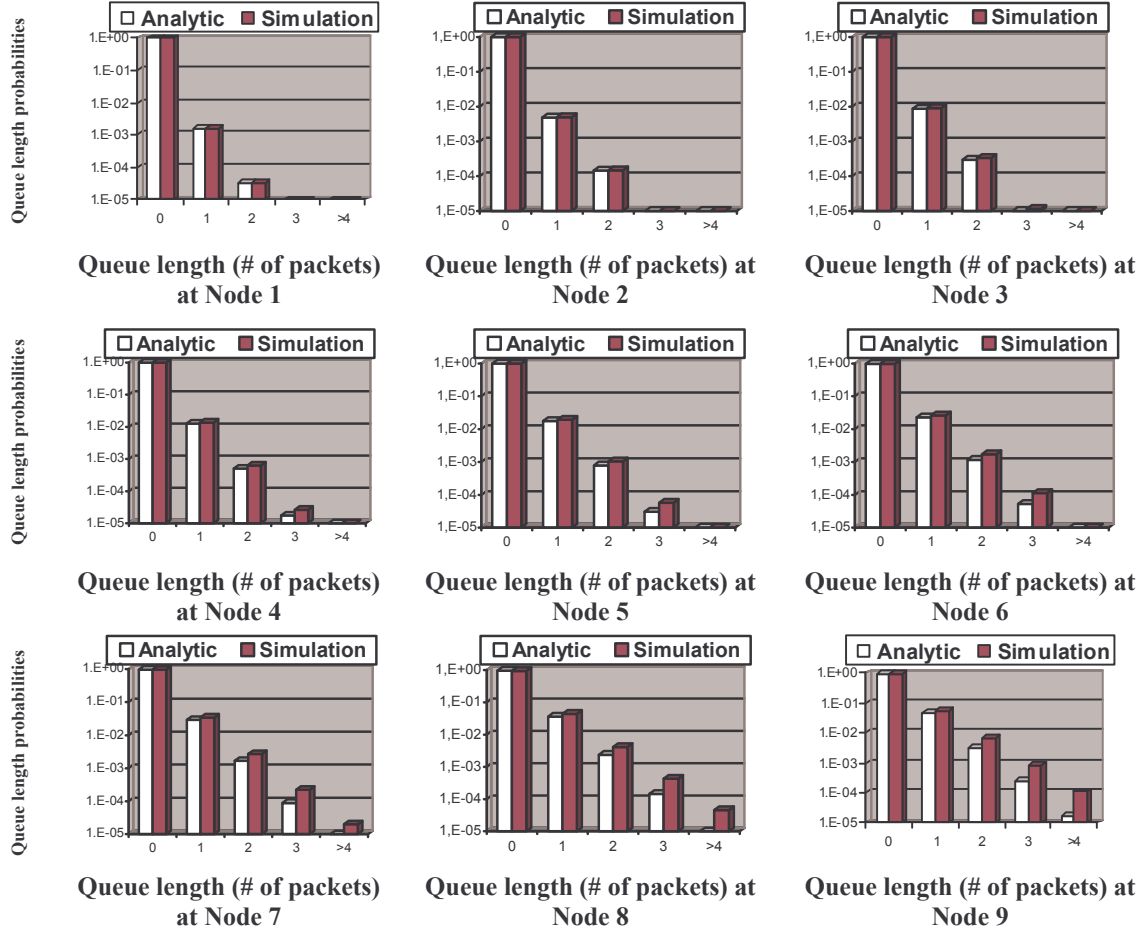 Queue length probabilities
Analytic Simulation
1,E+00
1,E-01
1,E-02
1,E-03
1,E-04
1,E-05
0 1 2 3 >4
Queue length (# of packets)
at Node 1
Analytic Simulation
1,E+00
1,E-01
1,E-02
1,E-03
1,E-04
1,E-05
0 1 2 3 >4
Queue length (# of packets) at
Node 2
Analytic Simulation
1,E+00
1,E-01
1,E-02
1,E-03
1,E-04
1,E-05
0 1 2 3 >4
Queue length (# of packets) at
Node 3
Queue length probabilities
Analytic Simulation
1,E+00
1,E-01
1,E-02
1,E-03
1,E-04
1,E-05
0 1 2 3 >4
Queue length (# of packets)
at Node 4
Analytic Simulation
1,E+00
1,E-01
1,E-02
1,E-03
1,E-04
1,E-05
0 1 2 3 >4
Queue length (# of packets) at
Node 5
Analytic Simulation
1,E+00
1,E-01
1,E-02
1,E-03
1,E-04
1,E-05
0 1 2 3 >4
Queue length (# of packets) at
Node 6
Queue length probabilities
Analytic Simulation
1,E+00
1,E-01
1,E-02
1,E-03
1,E-04
1,E-05
0 1 2 3 >4
Queue length (# of packets)
at Node 7
Analytic Simulation
1,E+00
1,E-01
1,E-02
1,E-03
1,E-04
1,E-05
0 1 2 3 >4
Queue length (# of packets) at
Node 8
Analytic Simulation
1,E+00
1,E-01
1,E-02
1,E-03
1,E-04
1,E-05
0 1 2 3 >4
Queue length (# of packets) at
Node 9